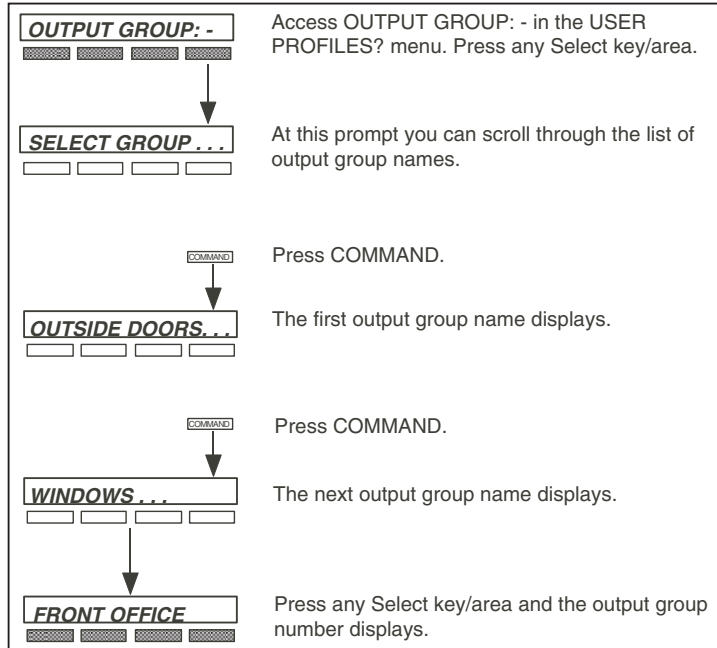 OUTPUT GROUP: -
Access OUTPUT GROUP: - in the USER
PROFILES? menu. Press any Select key/area.
SELECT GROUP . . .
At this prompt you can scroll through the list of
output group names.
COMMAND
Press COMMAND.
OUTSIDE DOORS. . .
The first output group name displays.
COMMAND
Press COMMAND.
WINDOWS . . .
The next output group name displays.
FRONT OFFICE
Press any Select key/area and the output group
number displays.